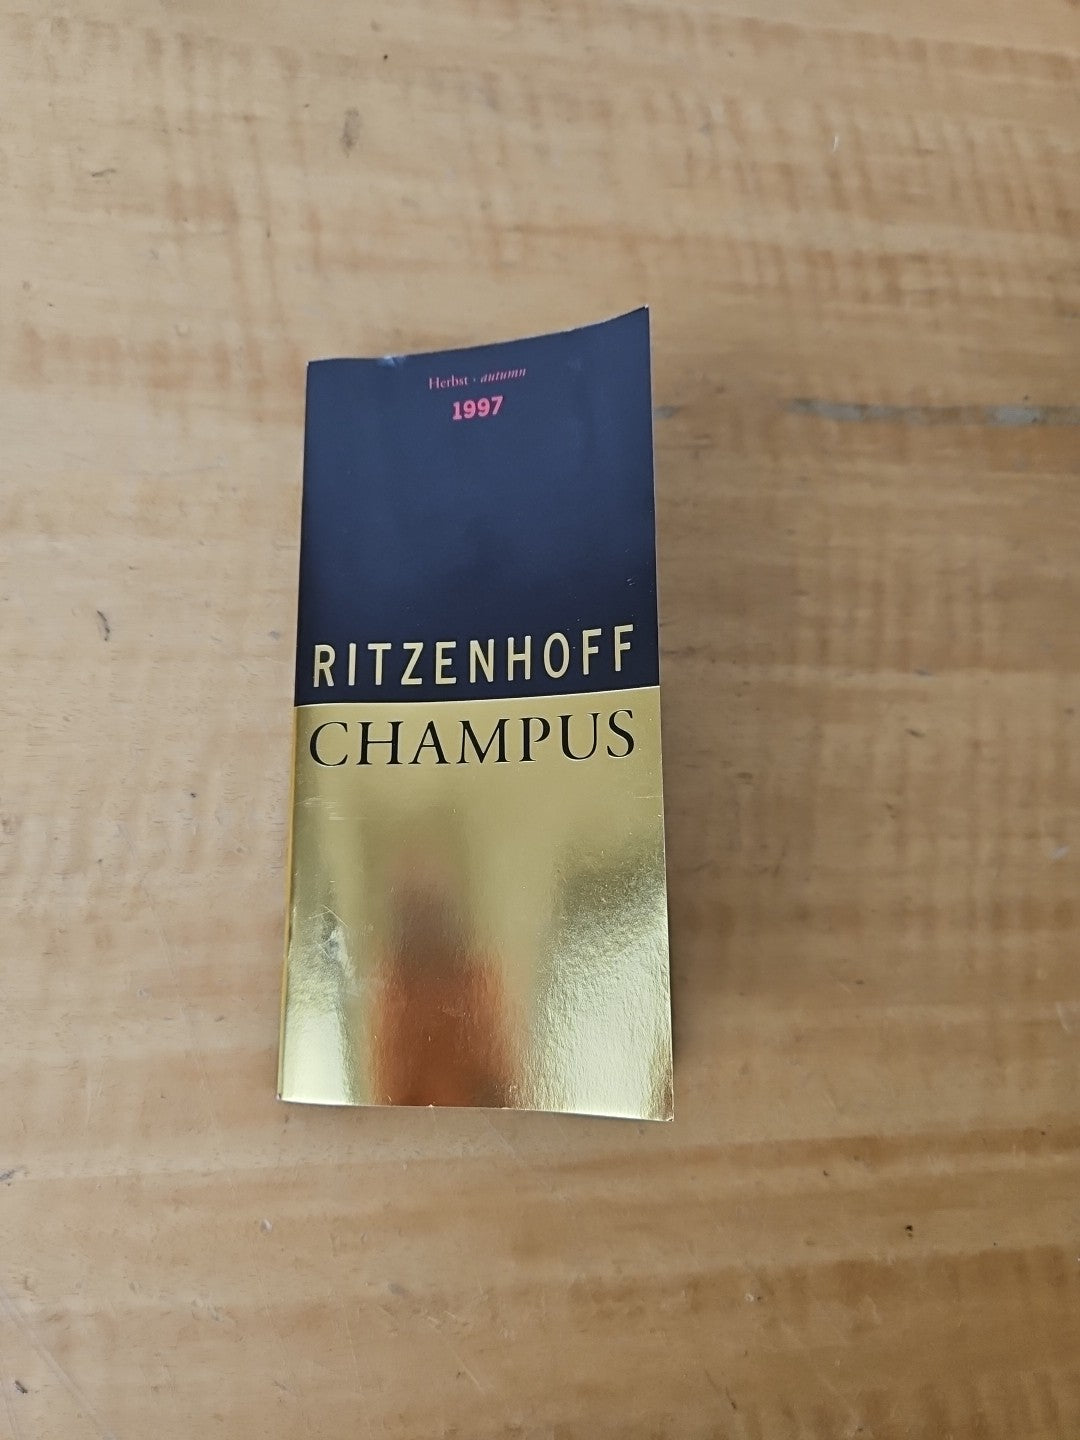 Herbst · autumn
1997
RITZENHOFF
CHAMPUS